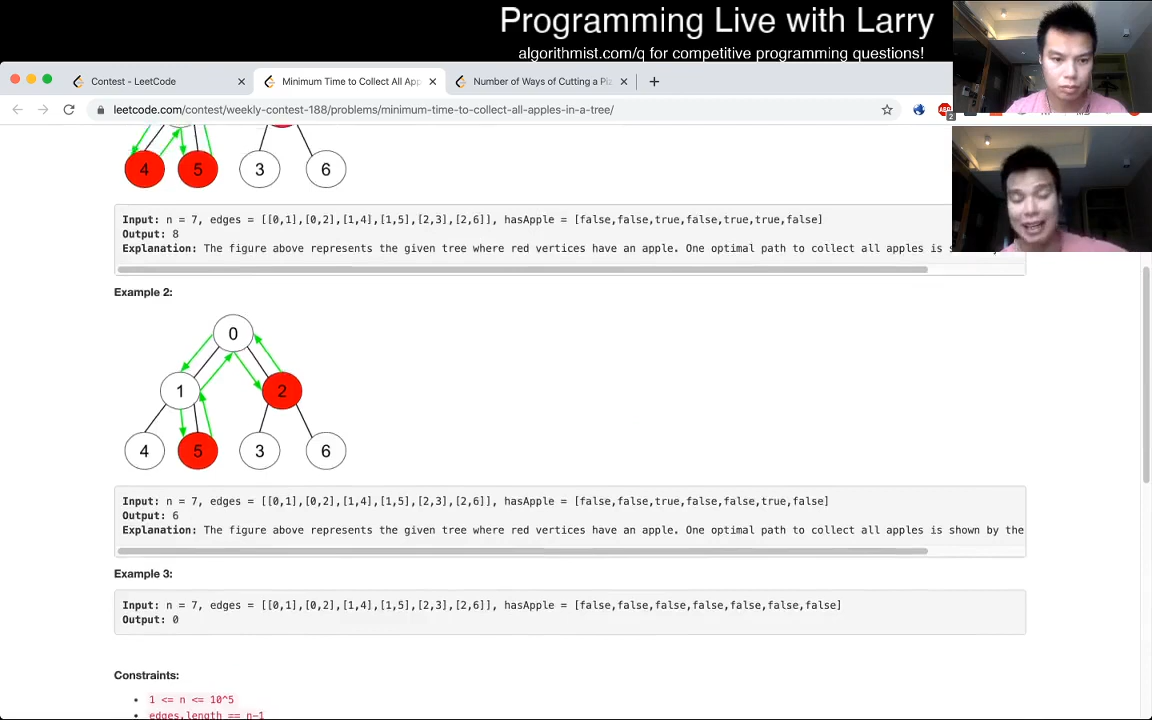 Programming Live with Larry
algorithmist.com/q for competitive programming questions!
Contest - LeetCode
Minimum Time to Collect All App
Number of Ways of Cutting a Piz
leetcode.com/contest/weekly-contest-188/problems/minimum-time-to-collect-all-apples-in-a-tree/
2
4 5 3 6
Input: n = 7, edges = [[0,1],[0,2],[1,4],[1,5],[2,3],[2,6]], hasApple = [false,false,true,false,true,true,false]
Output: 8
Explanation: The figure above represents the given tree where red vertices have an apple. One optimal path to collect all apples is
Example 2:
0
1 2
4 5 3 6
Input: n = 7, edges = [[0,1],[0,2],[1,4],[1,5],[2,3],[2,6]], hasApple = [false,false,true,false,false,true,false]
Output: 6
Explanation: The figure above represents the given tree where red vertices have an apple. One optimal path to collect all apples is shown by the
Example 3:
Input: n = 7, edges = [[0,1],[0,2],[1,4],[1,5],[2,3],[2,6]], hasApple = [false,false,false,false,false,false,false]
Output: 0
Constraints:
1 <= n <= 10^5
edges.length == n-1